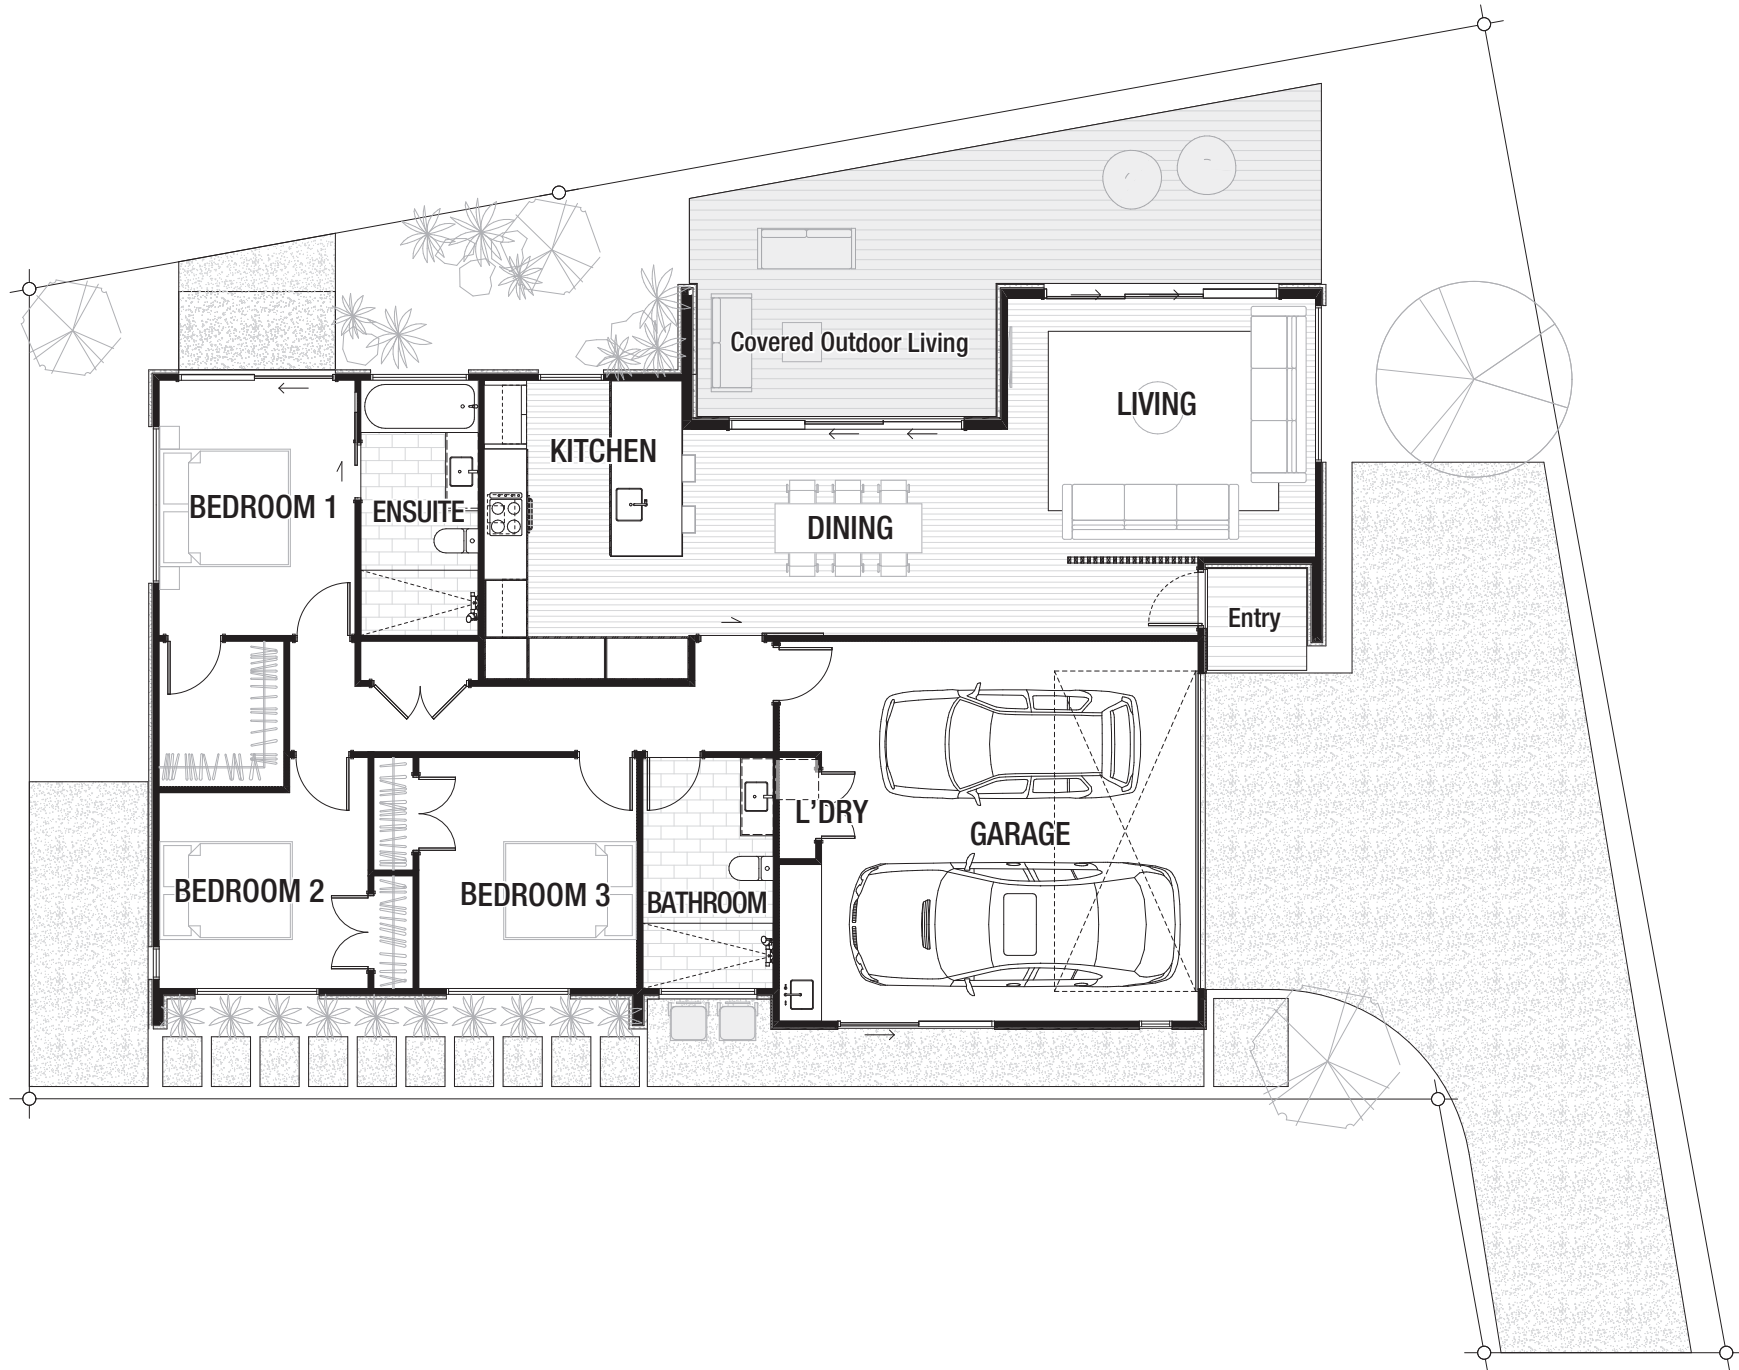 Covered Outdoor Living
LIVING
KITCHEN
BEDROOM 1
ENSUITE
DINING
Entry
L'DRY
GARAGE
BEDROOM 2
BEDROOM 3
BATHROOM